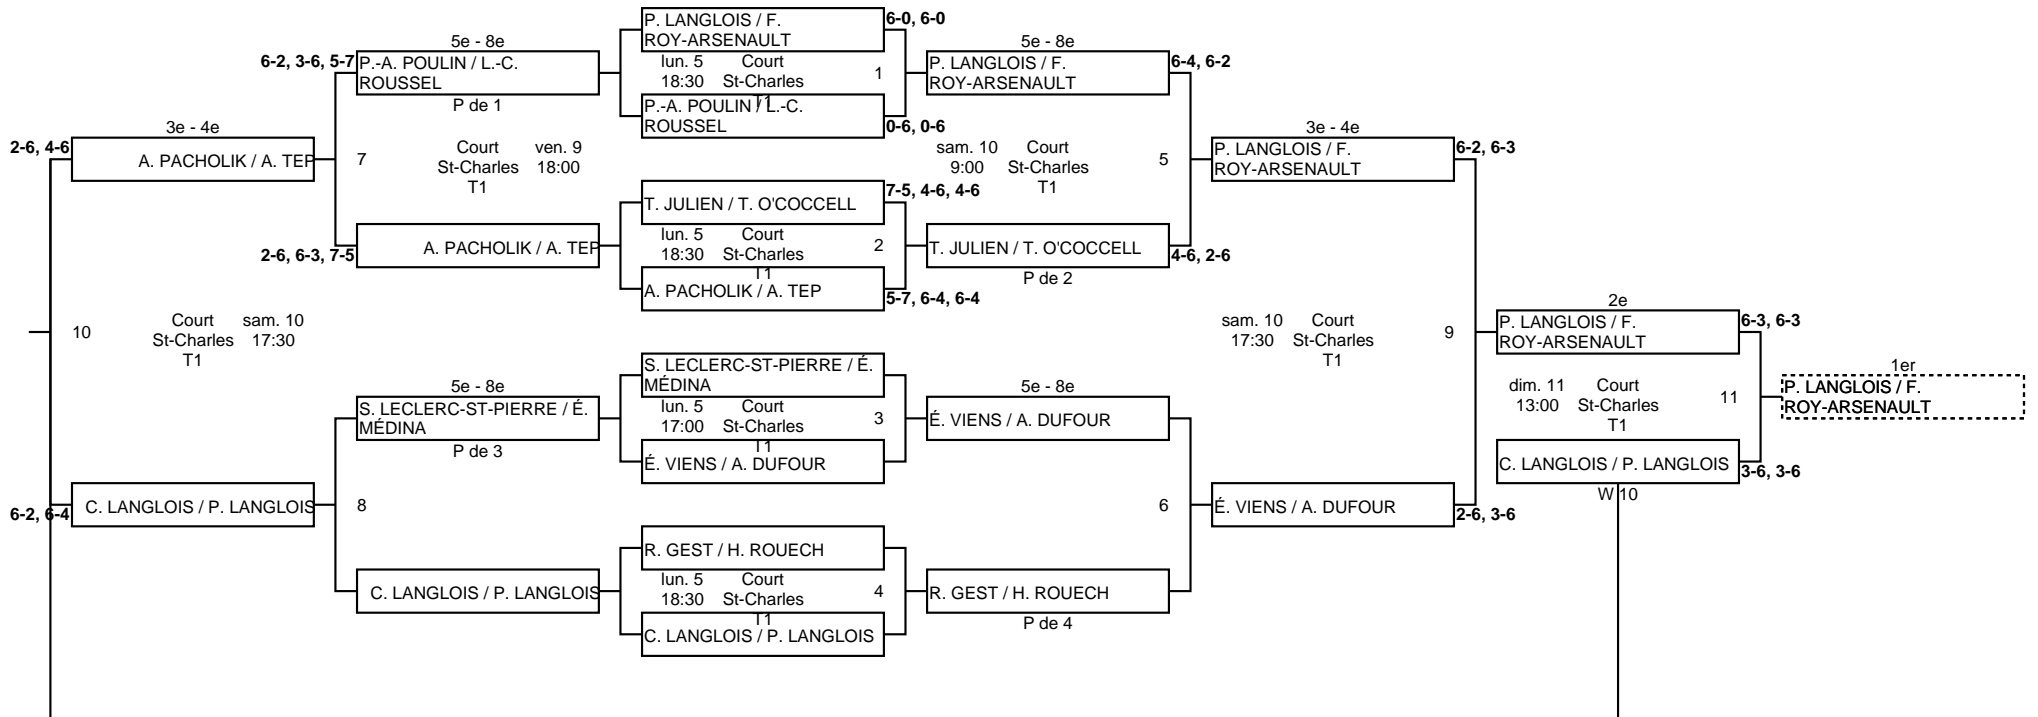 P. LANGLOIS / F.
ROY-ARSENAULT
6-0, 6-0
5e - 8e
6-2, 3-6, 5-7
P.-A. POULIN / L.-C.
ROUSSEL
P de 1
lun. 5 Court
18:30 St-Charles
T1
1
P.-A. POULIN / L.-C.
ROUSSEL
0-6, 0-6
5e - 8e
P. LANGLOIS / F.
ROY-ARSENAULT
6-4, 6-2
3e - 4e
2-6, 4-6
A. PACHOLIK / A. TEP
7
Court ven. 9
St-Charles 18:00
T1
sam. 10 Court
9:00 St-Charles
T1
5
3e - 4e
P. LANGLOIS / F.
ROY-ARSENAULT
6-2, 6-3
T. JULIEN / T. O'COCCELL
7-5, 4-6, 4-6
A. PACHOLIK / A. TEP
2-6, 6-3, 7-5
lun. 5 Court
18:30 St-Charles
T1
2
T. JULIEN / T. O'COCCELL
4-6, 2-6
P de 2
A. PACHOLIK / A. TEP
5-7, 6-4, 6-4
10
Court sam. 10
St-Charles 17:30
T1
sam. 10 Court
17:30 St-Charles
T1
9
2e
P. LANGLOIS / F.
ROY-ARSENAULT
6-3, 6-3
S. LECLERC-ST-PIERRE / É.
MÉDINA
5e - 8e
S. LECLERC-ST-PIERRE / É.
MÉDINA
P de 3
lun. 5 Court
17:00 St-Charles
T1
3
É. VIENS / A. DUFOUR
5e - 8e
É. VIENS / A. DUFOUR
dim. 11 Court
13:00 St-Charles
T1
11
1er
P. LANGLOIS / F.
ROY-ARSENAULT
C. LANGLOIS / P. LANGLOIS
3-6, 3-6
W 10
6-2, 6-4
C. LANGLOIS / P. LANGLOIS
8
6
É. VIENS / A. DUFOUR
2-6, 3-6
R. GEST / H. ROUECH
C. LANGLOIS / P. LANGLOIS
lun. 5 Court
18:30 St-Charles
T1
4
R. GEST / H. ROUECH
P de 4
C. LANGLOIS / P. LANGLOIS